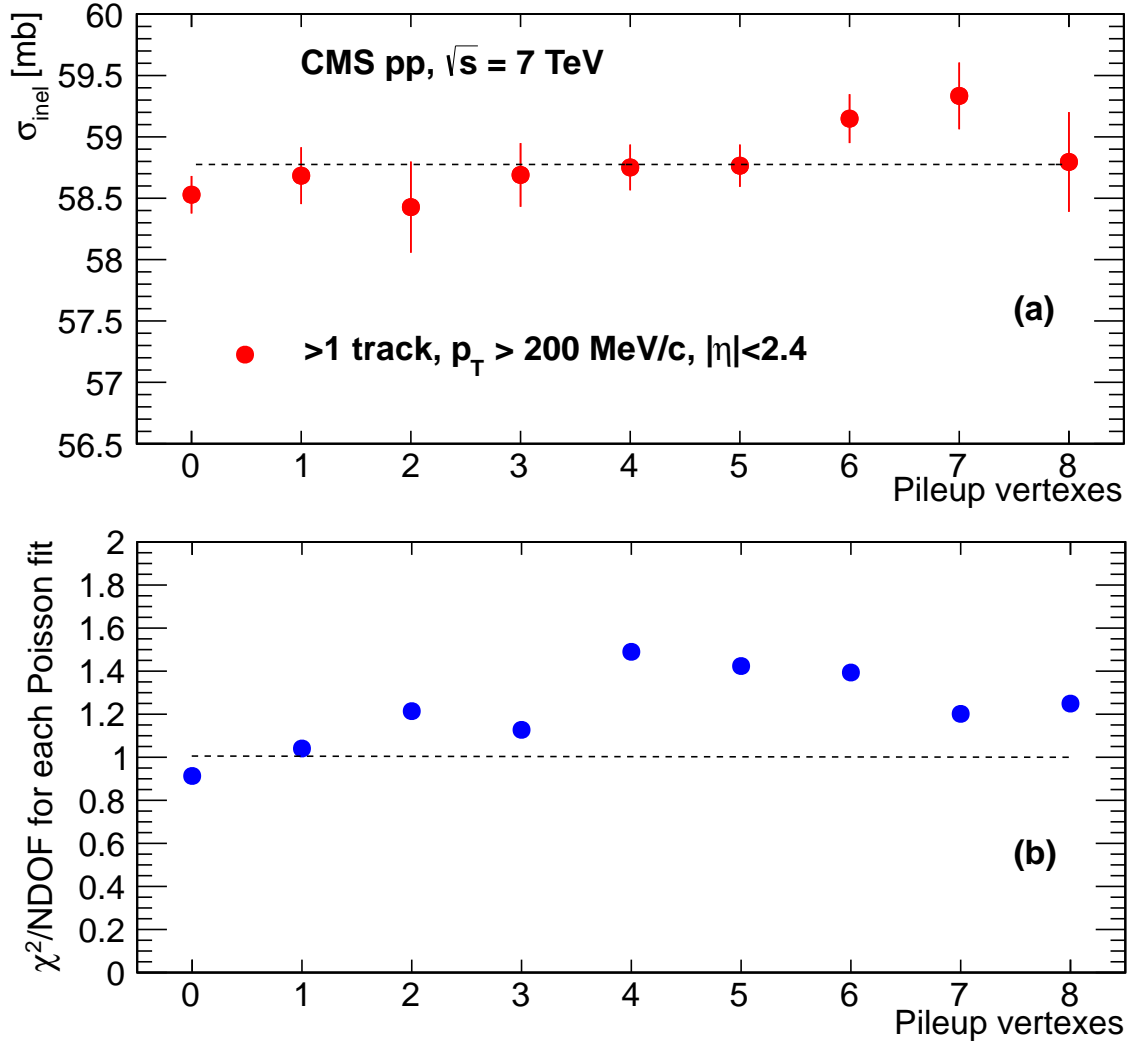 σ_inel [mb]
60
59.5
59
58.5
58
57.5
57
56.5
CMS pp, √s = 7 TeV
(a)
>1 track, p_T > 200 MeV/c, |η|<2.4
0 1 2 3 4 5 6 7 8
Pileup vertexes
χ²/NDOF for each Poisson fit
2
1.8
1.6
1.4
1.2
1
0.8
0.6
0.4
0.2
0
(b)
0 1 2 3 4 5 6 7 8
Pileup vertexes